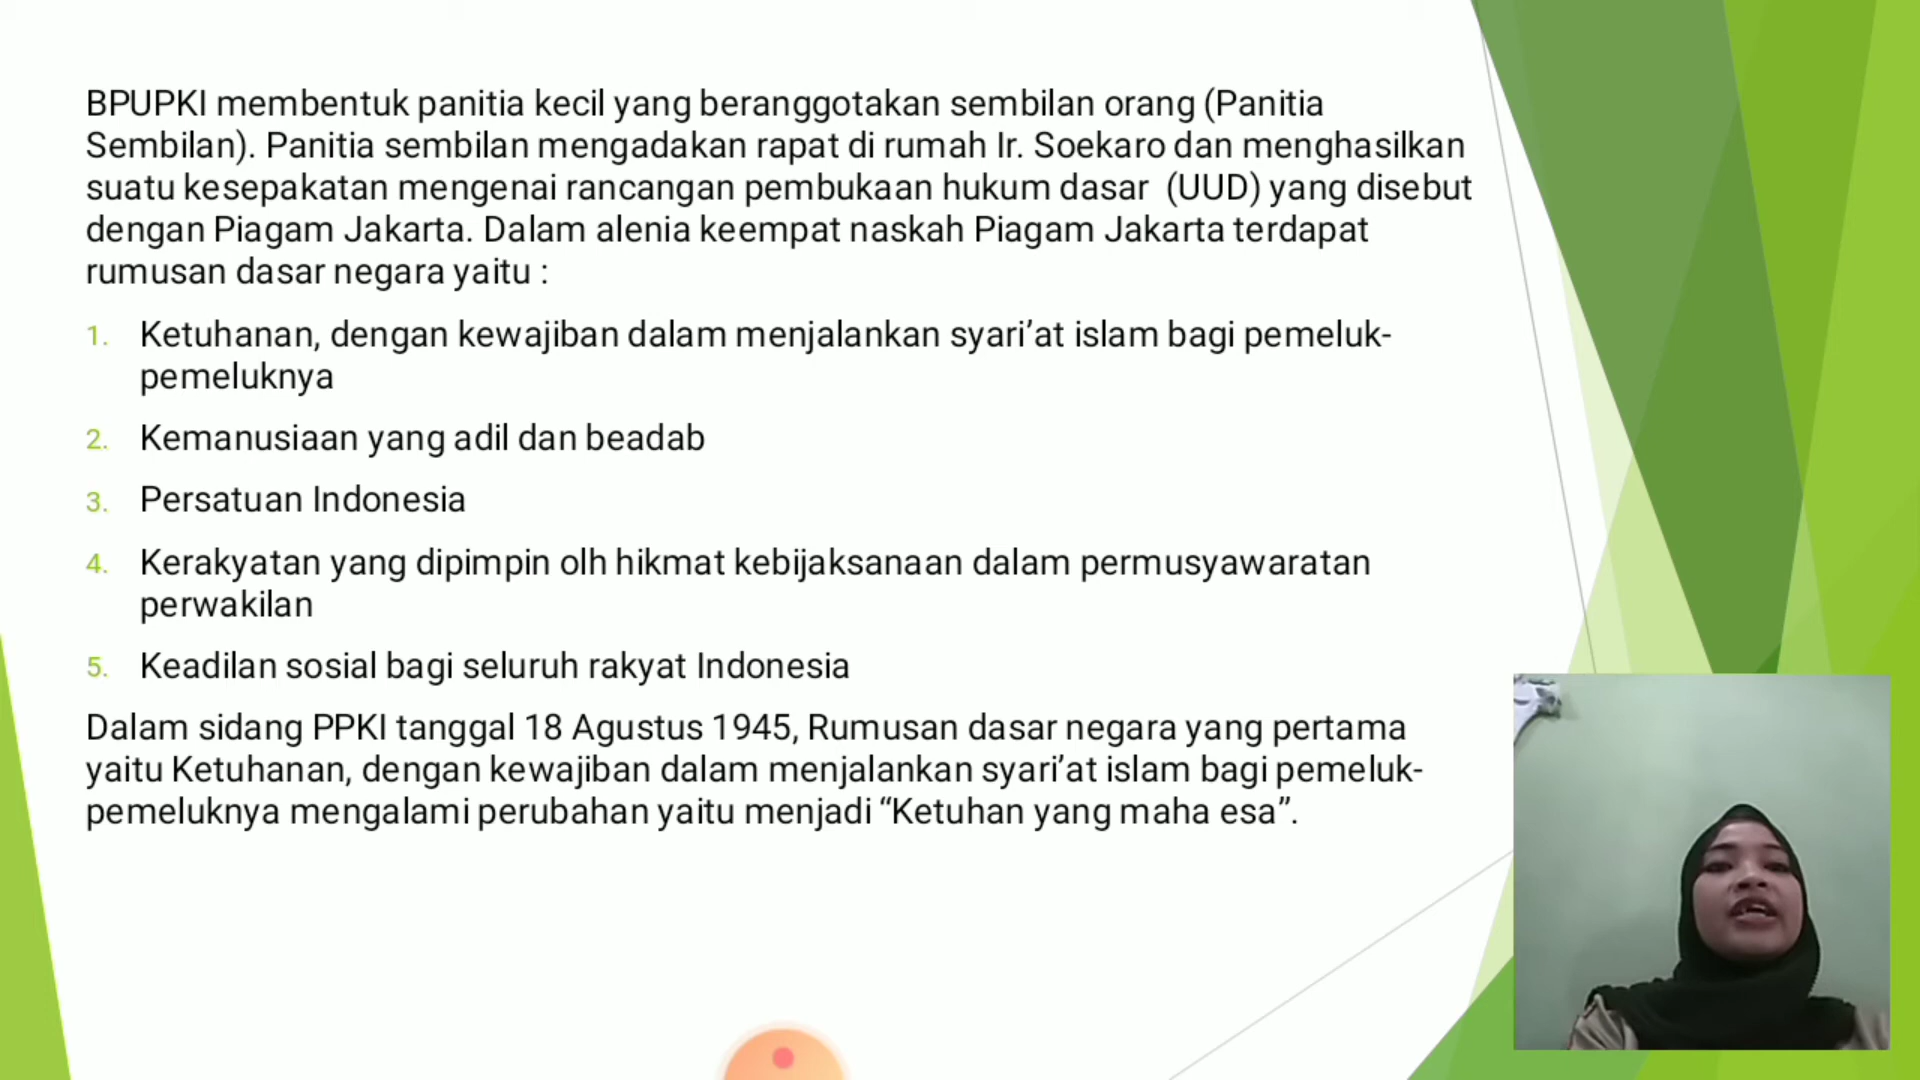 BPUPKI membentuk panitia kecil yang beranggotakan sembilan orang (Panitia
Sembilan). Panitia sembilan mengadakan rapat di rumah Ir. Soekaro dan menghasilkan
suatu kesepakatan mengenai rancangan pembukaan hukum dasar (UUD) yang disebut
dengan Piagam Jakarta. Dalam alenia keempat naskah Piagam Jakarta terdapat
rumusan dasar negara yaitu :
1. Ketuhanan, dengan kewajiban dalam menjalankan syari’at islam bagi pemeluk-
pemeluknya
2. Kemanusiaan yang adil dan beadab
3. Persatuan Indonesia
4. Kerakyatan yang dipimpin olh hikmat kebijaksanaan dalam permusyawaratan
perwakilan
5. Keadilan sosial bagi seluruh rakyat Indonesia
Dalam sidang PPKI tanggal 18 Agustus 1945, Rumusan dasar negara yang pertama
yaitu Ketuhanan, dengan kewajiban dalam menjalankan syari’at islam bagi pemeluk-
pemeluknya mengalami perubahan yaitu menjadi “Ketuhan yang maha esa”.